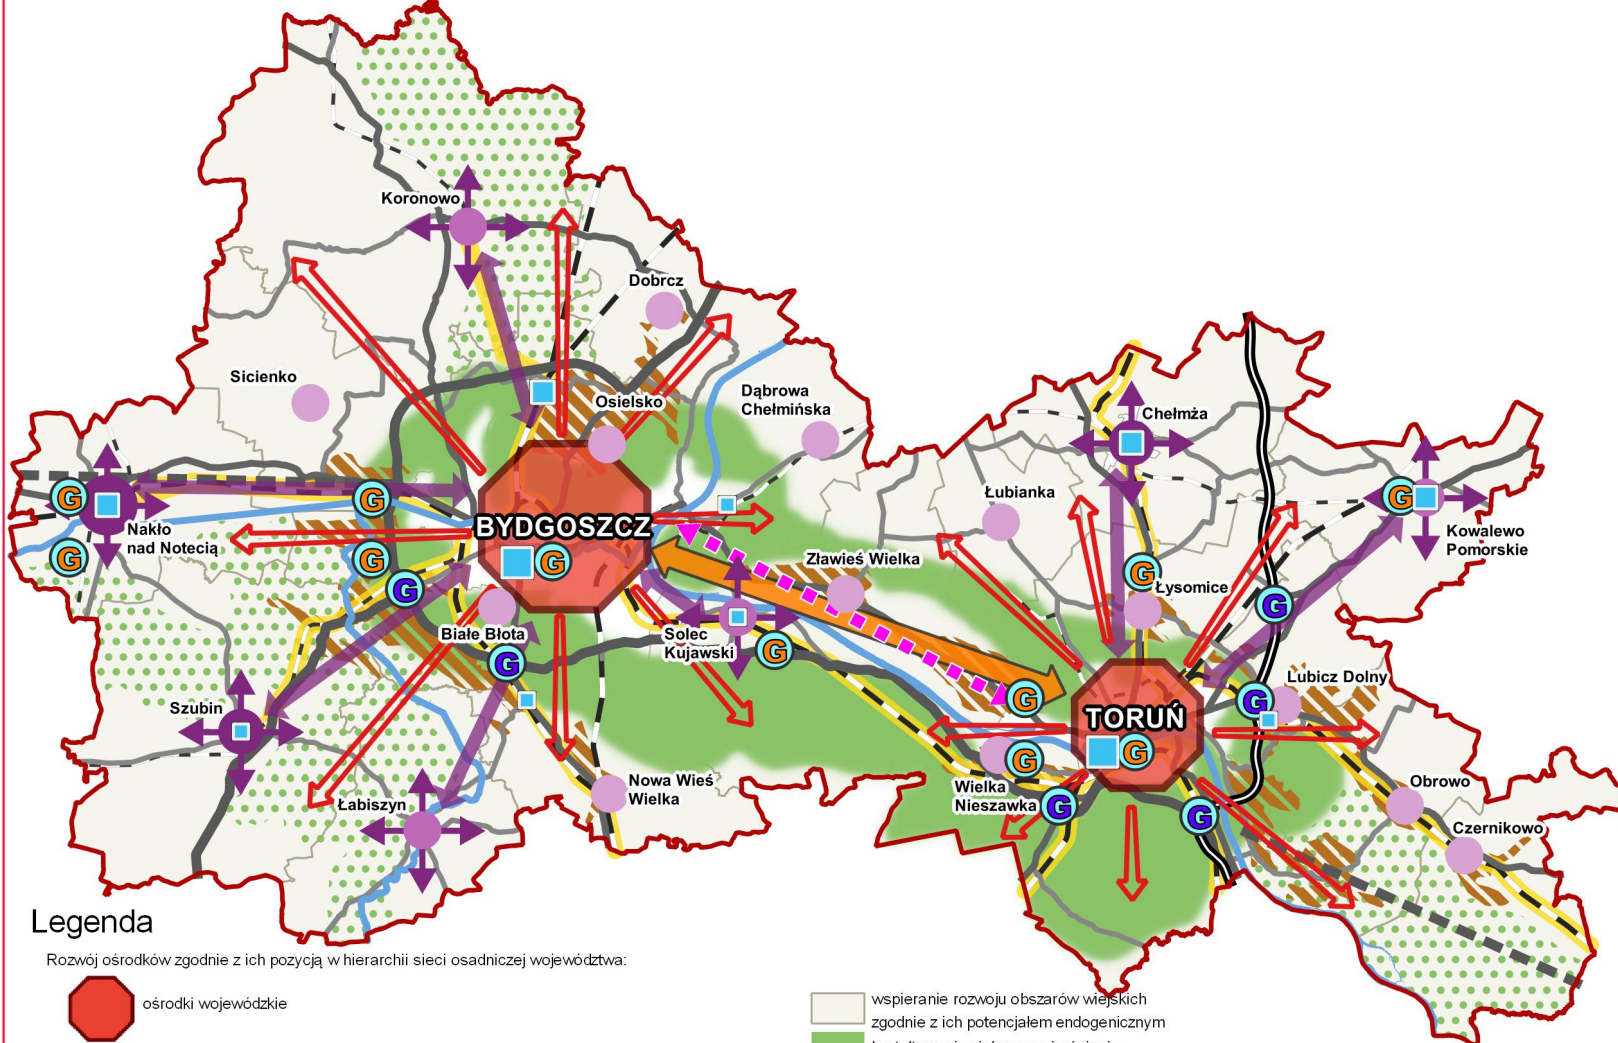 Koronowo
Dobrcz
Sicienko
Osielsko
Dąbrowa
Chełmińska
Chełmża
Łubianka
Kowalewo
Pomorskie
G
G
G
Nakło
nad Notecią
BYDGOSZCZ
G
G
G
G
Zławieś Wielka
G
Łysomice
G
Białe Błota
Solec
Kujawski
G
G
Szubin
G
G
Lubicz Dolny
TORUŃ
G
G
Łabiszyn
Nowa Wieś
Wielka
Wielka
Nieszawka
G
G
Obrowo
Czernikowo
Legenda
Rozwój ośrodków zgodnie z ich pozycją w hierarchii sieci osadniczej województwa:
ośrodki wojewódzkie
wspieranie rozwoju obszarów wiejskich
zgodnie z ich potencjałem endogenicznym